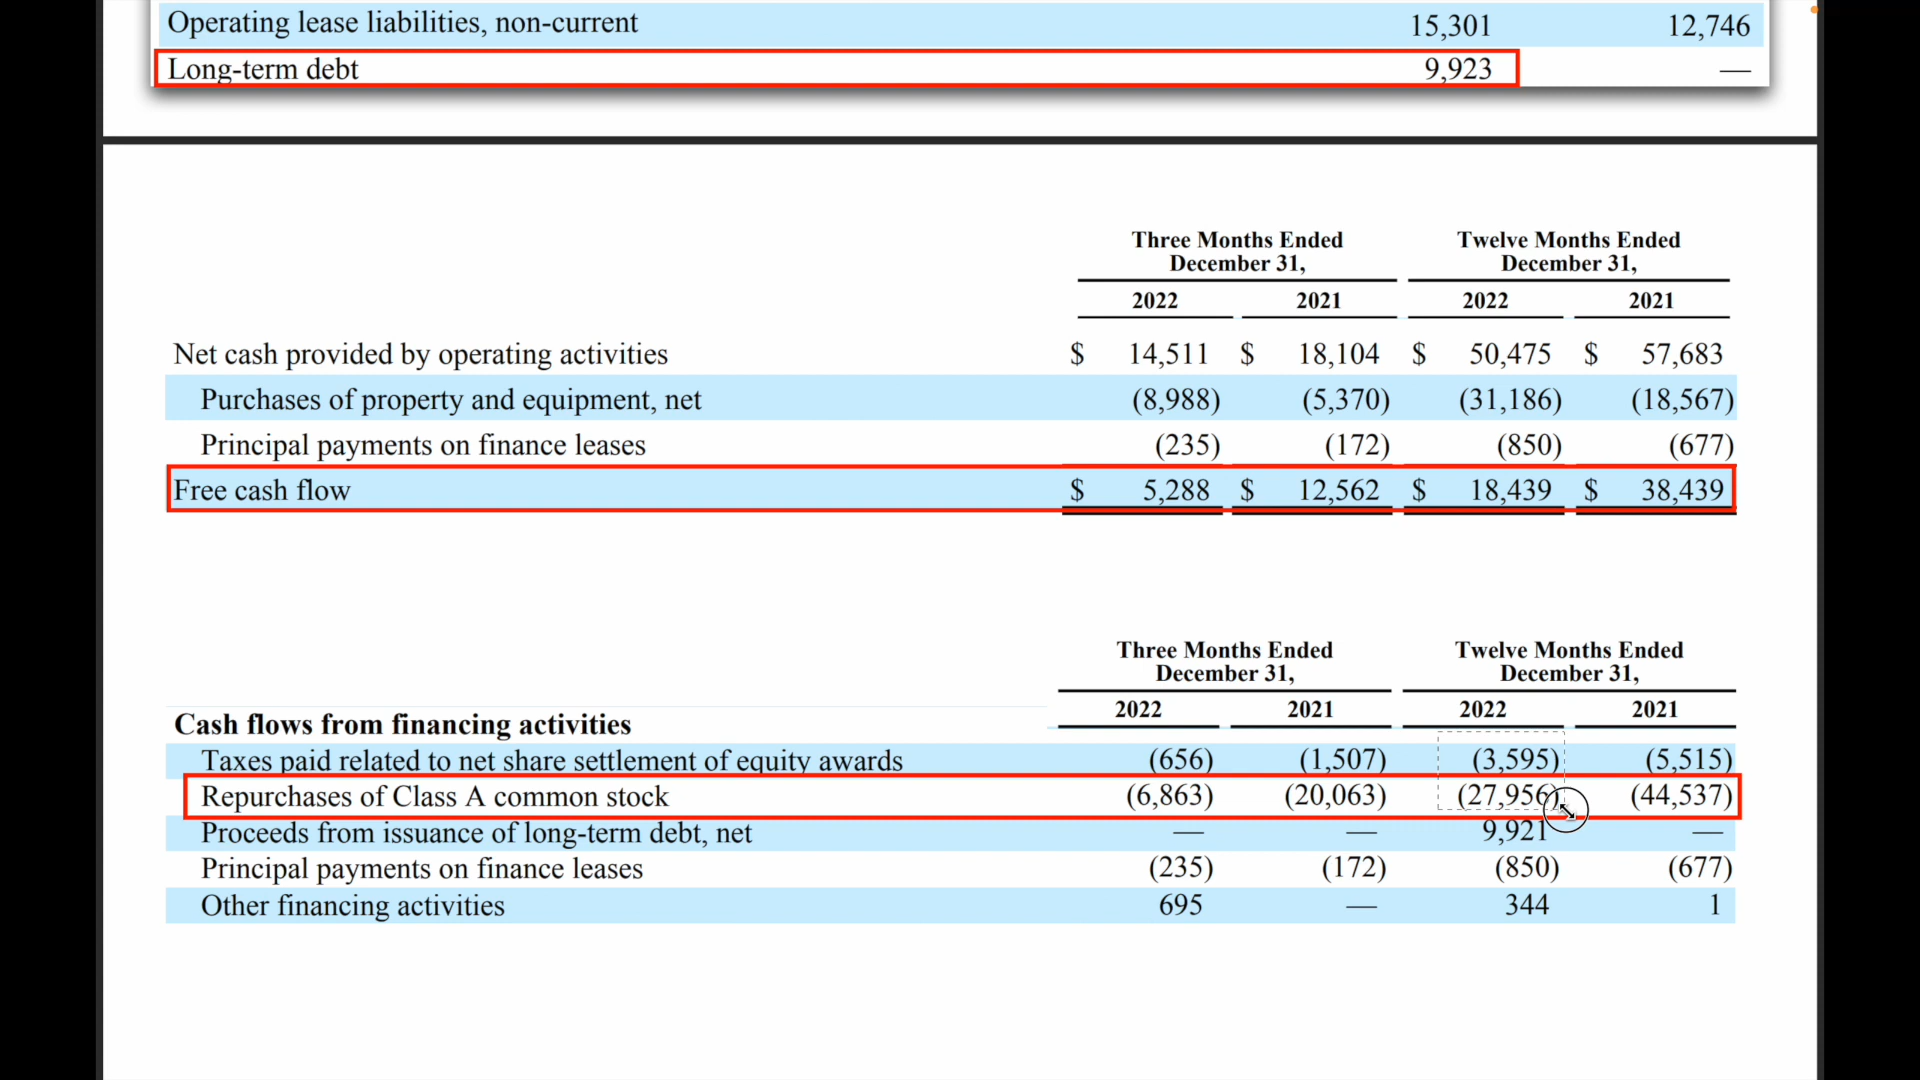 Operating lease liabilities, non-current 15,301 12,746
Long-term debt 9,923 —
Three Months Ended December 31, Twelve Months Ended December 31,
2022 2021 2022 2021
Net cash provided by operating activities $ 14,511 $ 18,104 $ 50,475 $ 57,683
Purchases of property and equipment, net (8,988) (5,370) (31,186) (18,567)
Principal payments on finance leases (235) (172) (850) (677)
Free cash flow $ 5,288 $ 12,562 $ 18,439 $ 38,439
Three Months Ended December 31, Twelve Months Ended December 31,
2022 2021 2022 2021
Cash flows from financing activities
Taxes paid related to net share settlement of equity awards (656) (1,507) (3,595) (5,515)
Repurchases of Class A common stock (6,863) (20,063) (27,956) (44,537)
Proceeds from issuance of long-term debt, net — — 9,921 —
Principal payments on finance leases (235) (172) (850) (677)
Other financing activities 695 — 344 1